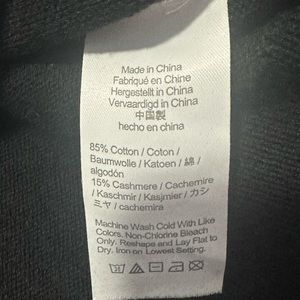 Made in China
Fabriqué en Chine
Hergestellt in China
Vervaardigd in China
中国製
hecho en china
85% Cotton / Coton /
Baumwolle / Katoen / 綿 /
algodón
15% Cashmere / Cachemire
/ Kaschmir / Kasjmier / カシ
ミヤ / cachemira
Machine Wash Cold With Like
Colors. Non-Chlorine Bleach
Only. Reshape and Lay Flat to
Dry. Iron on Lowest Setting.